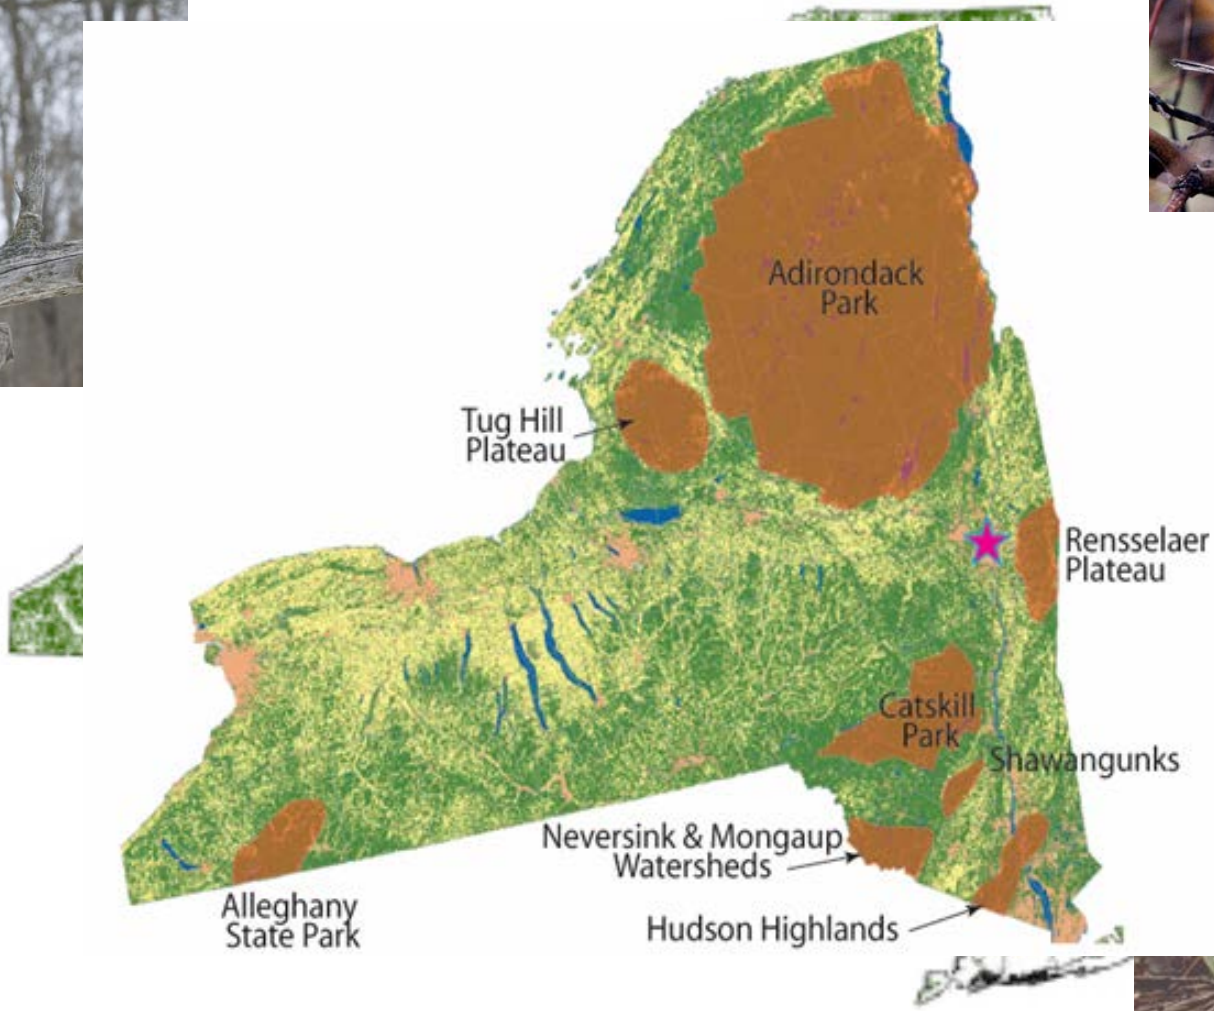 Adirondack
Park
Tug Hill
Plateau
Rensselaer
Plateau
Catskill
Park
Shawangunks
Neversink & Mongaup
Watersheds
Hudson Highlands
Alleghany
State Park